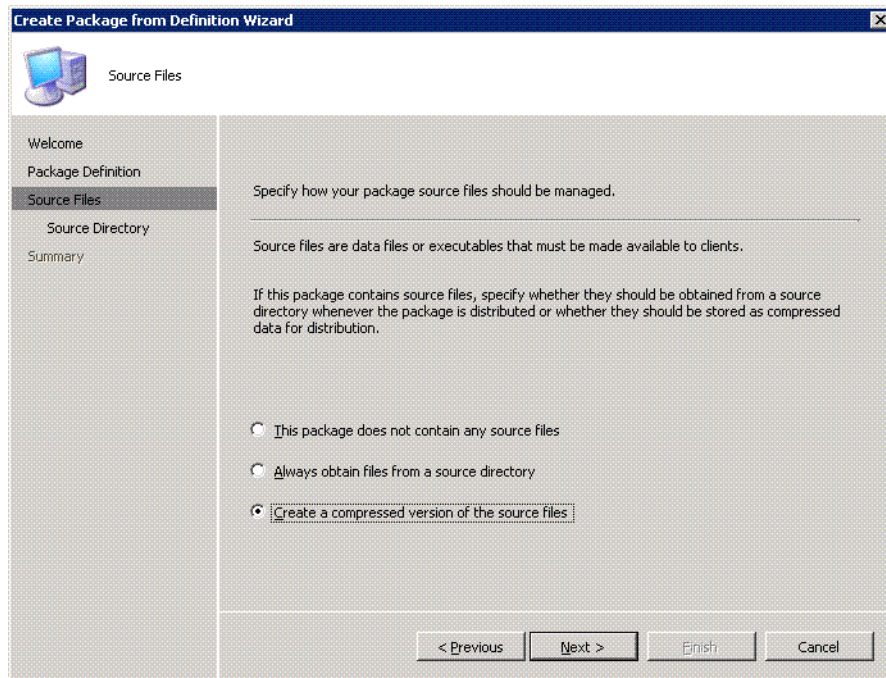 Create Package from Definition Wizard
Source Files
Welcome
Package Definition
Source Files
Source Directory
Summary
Specify how your package source files should be managed.
Source files are data files or executables that must be made available to clients.
If this package contains source files, specify whether they should be obtained from a source
directory whenever the package is distributed or whether they should be stored as compressed
data for distribution.
This package does not contain any source files
Always obtain files from a source directory
Create a compressed version of the source files
< Previous
Next >
Finish
Cancel